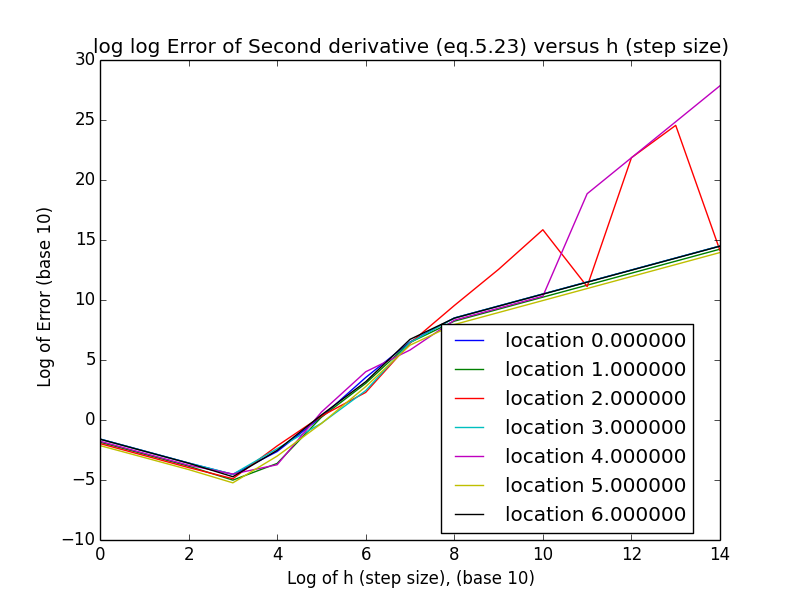 log log Error of Second derivative (eq.5.23) versus h (step size)
30
25
20
15
10
5
0
−5
−10
Log of Error (base 10)
0 2 4 6 8 10 12 14
Log of h (step size), (base 10)
location 0.000000
location 1.000000
location 2.000000
location 3.000000
location 4.000000
location 5.000000
location 6.000000